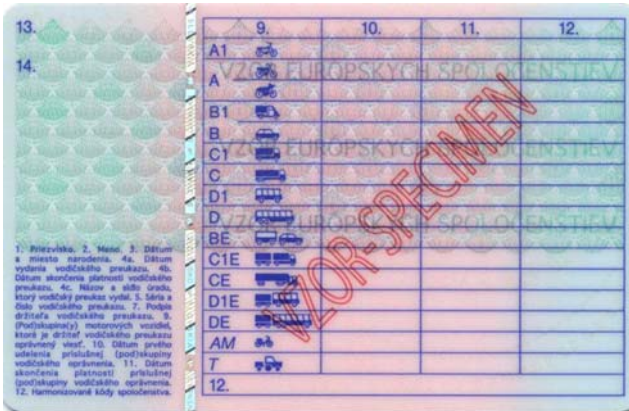 13.
14.
9. 10. 11. 12.
A1
A
B1
B
C1
C
D1
D
BE
C1E
CE
D1E
DE
AM
T
12.
VZOR EURÓPSKYCH SPOLOČENSTIEV
VZOR EURÓPSKYCH SPOLOČENSTIEV
VZOR EURÓPSKYCH SPOLOČENSTIEV
VZOR-SPECIMEN
1. Priezvisko. 2. Meno. 3. Dátum
a miesto narodenia. 4a. Dátum
vydania vodičského preukazu. 4b.
Dátum skončenia platnosti vodičského
preukazu. 4c. Názov a sídlo úradu,
ktorý vodičský preukaz vydal. 5. Séria a
číslo vodičského preukazu. 7. Podpis
držiteľa vodičského preukazu. 9.
(Pod)skupina(y) motorových vozidiel,
ktoré je držiteľ vodičského preukazu
oprávnený viesť. 10. Dátum prvého
udelenia príslušnej (pod)skupiny
vodičského oprávnenia. 11. Dátum
skončenia platnosti príslušnej
(pod)skupiny vodičského oprávnenia.
12. Harmonizované kódy spoločenstva.